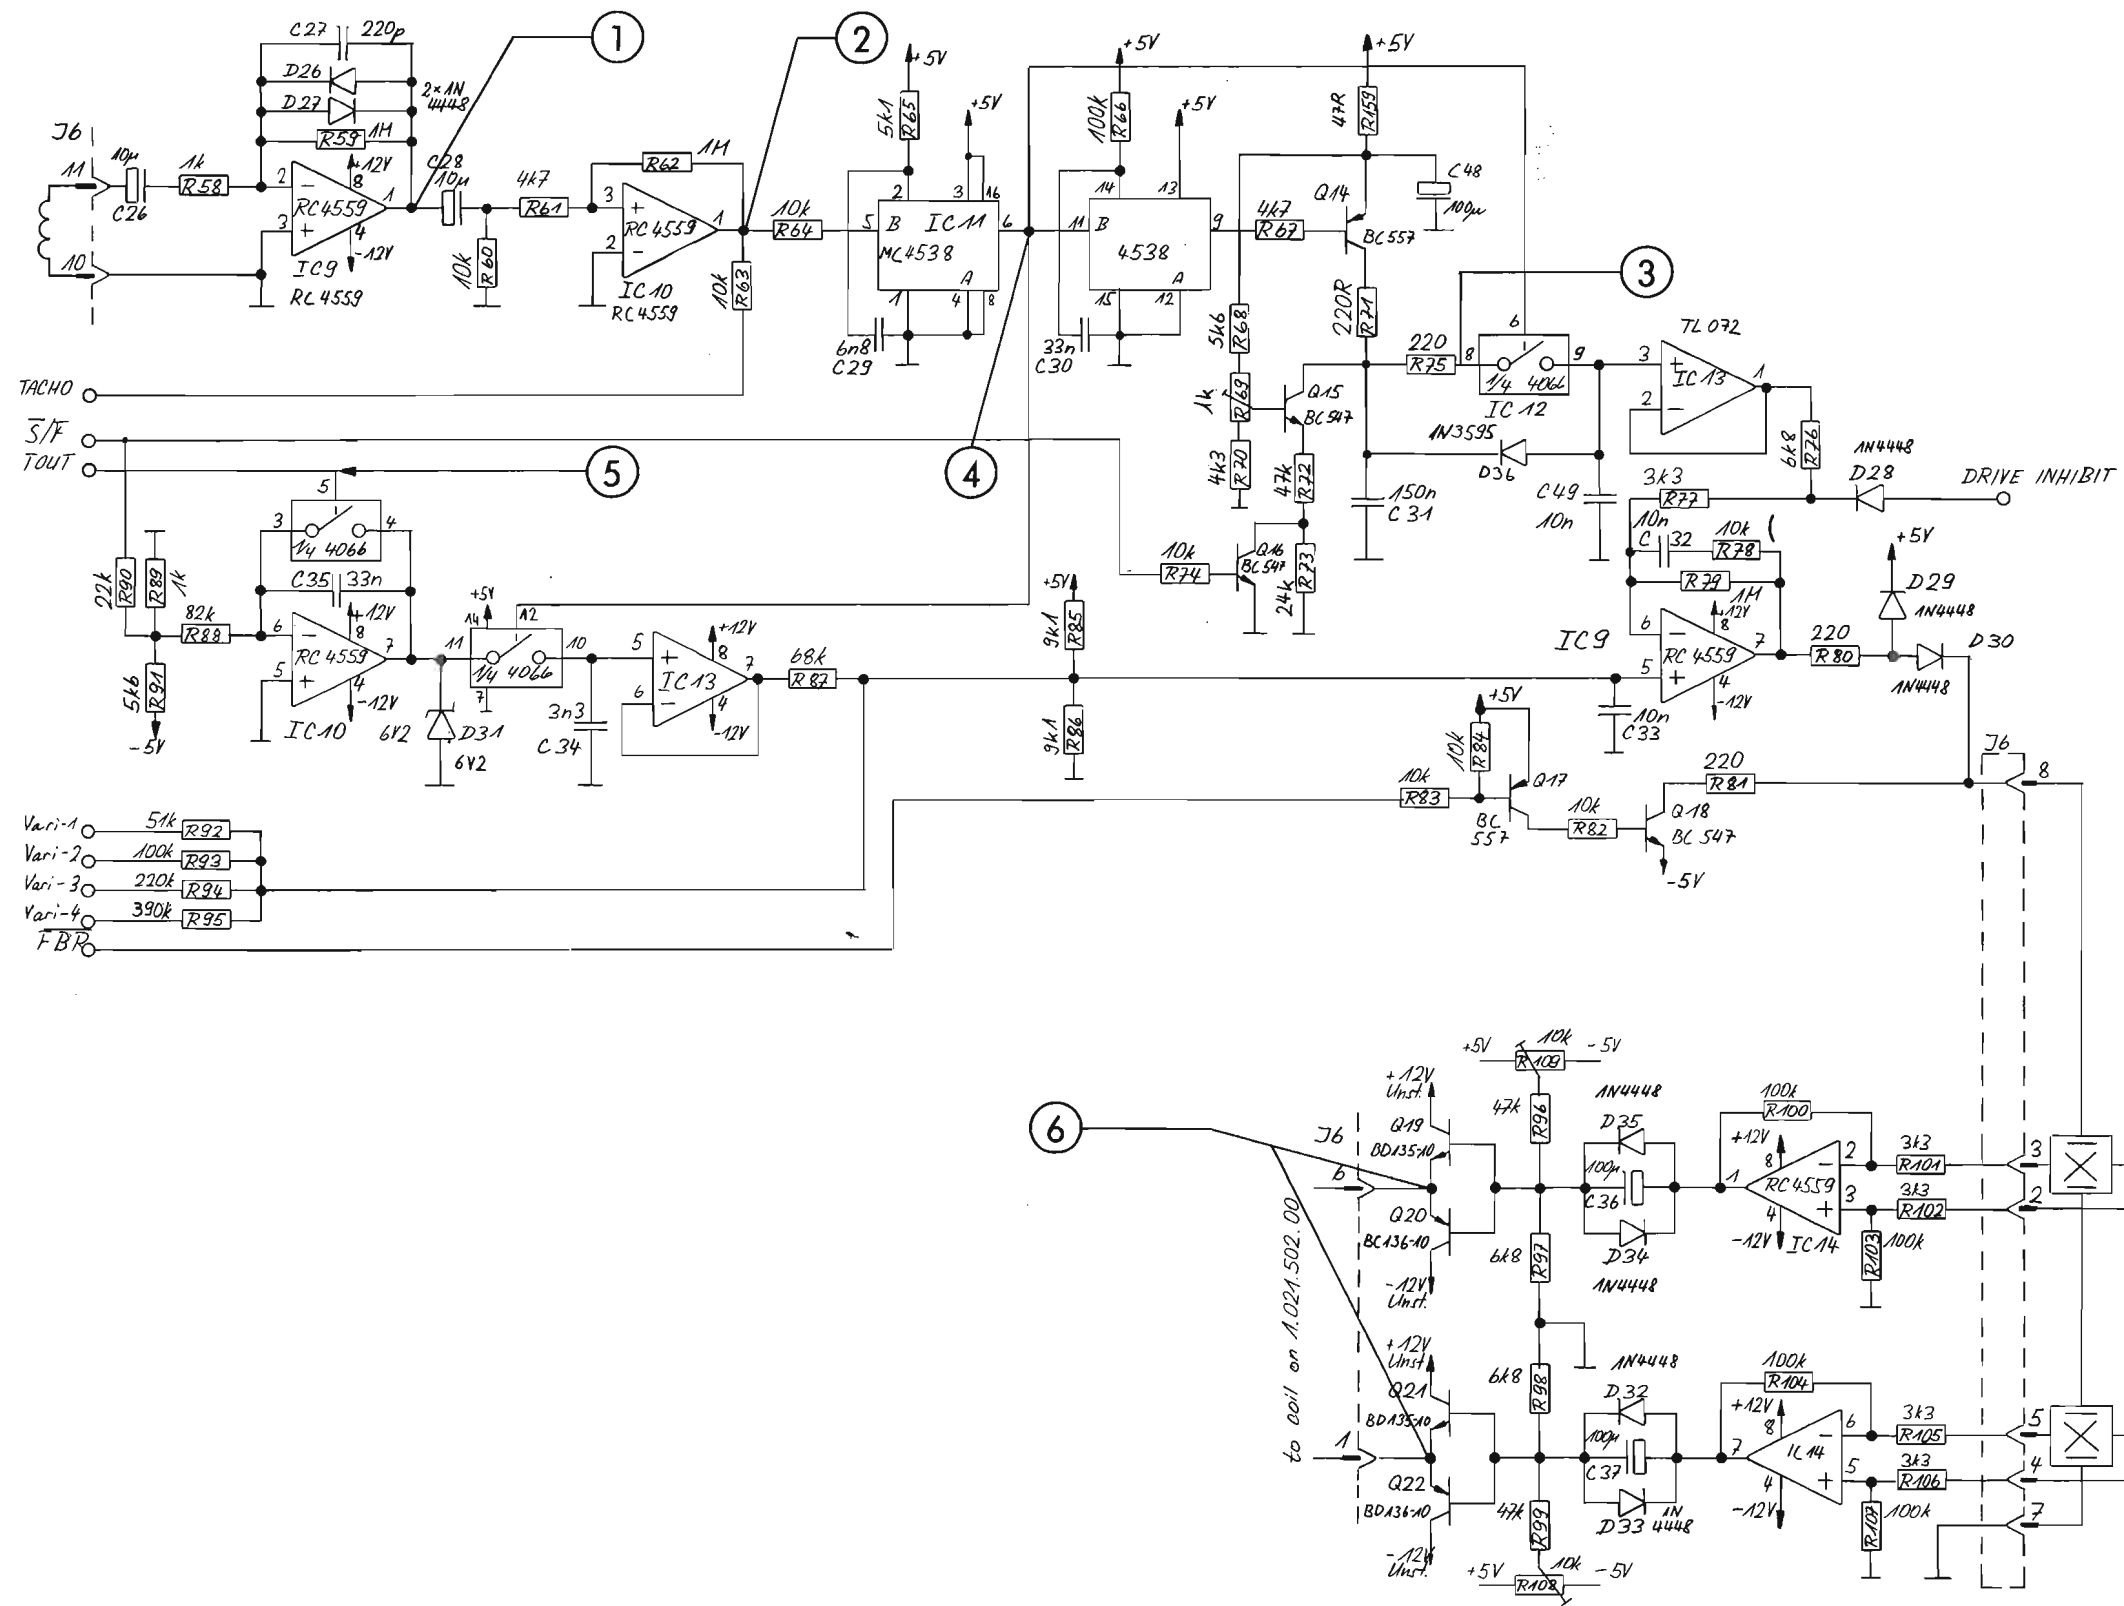 C27 220p
D26
D27
2×1N
4448
R59 1M
J6
11
10
10µ
C26
1k
R58
2
3
+12V
8
RC4559
1
4
-12V
IC9
RC4559
1
C28
10µ
10k
R60
4k7
R61
R62 1M
3
2
RC4559
1
IC10
RC4559
2
10k
R64
10k
R63
5k1
R65
+5V
+5V
2
3
16
5
B
IC11
6
MC4538
A
1
4
8
6n8
C29
4
+5V
100k
R66
+5V
14
13
11
B
9
4538
A
15
12
33n
C30
+5V
47R
R159
C48
100µ
Q14
BC557
4k7
R67
5k6
R68
1k
R69
4k3
R70
220R
R71
Q15
BC547
47k
R72
24k
R73
10k
R74
Q16
BC547
220
R75
3
8
6
9
1/4 4066
IC12
1N3595
D36
150n
C31
C49
10n
TL072
3
2
IC13
1
6k8
R76
1N4448
D28
DRIVE INHIBIT
3k3
R77
10n
C 32
10k
R78
R79
1M
+5V
D29
1N4448
IC9
6
5
+12V
8
RC4559
7
4
-12V
220
R80
D30
1N4448
10n
C33
TACHO
S̅/F
TOUT
5
5
3
4
1/4 4066
C35 33n
22k
R90
R89
1k
5k6
R91
-5V
82k
R88
6
5
+12V
8
RC4559
7
4
-12V
IC10
6V2
D31
6V2
+5V
14
12
11
10
1/4 4066
7
3n3
C34
5
6
+12V
8
IC13
7
4
-12V
68k
R87
+5V
9k1
R85
9k1
R86
Vari-1
51k
R92
Vari-2
100k
R93
Vari-3
220k
R94
Vari-4
390k
R95
F̅B̅R̅
10k
R83
10k
R84
+5V
Q17
BC
557
10k
R82
Q18
BC547
-5V
220
R81
J6
8
6
J6
6
1
to coil on 1.021.502.00
+12V
Unst.
Q19
BD135-10
Q20
BC136-10
-12V
Unst.
+5V
10k
R109
-5V
47k
R96
6k8
R97
1N4448
D35
100µ
C36
D34
1N4448
100k
R100
+12V
8
2
1
RC4559
3
4
-12V
IC14
3k3
R101
3k3
R102
R103
100k
3
2
+12V
Unst
Q21
BD135-10
Q22
BD136-10
-12V
Unst.
6k8
R98
47k
R99
+5V
10k
R108
-5V
1N4448
D32
100µ
C37
D33
1N
4448
100k
R104
+12V
8
6
7
IC14
5
4
-12V
3k3
R105
3k3
R106
R107
100k
5
4
7